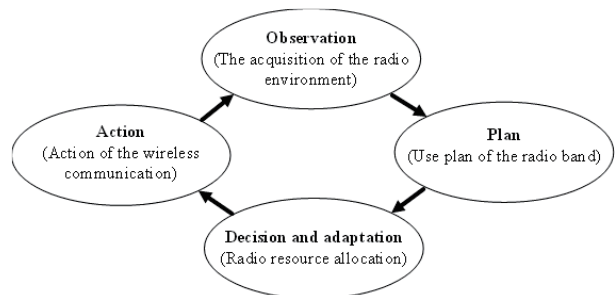 Observation
(The acquisition of the radio
environment)
Action
(Action of the wireless
communication)
Plan
(Use plan of the radio band)
Decision and adaptation
(Radio resource allocation)